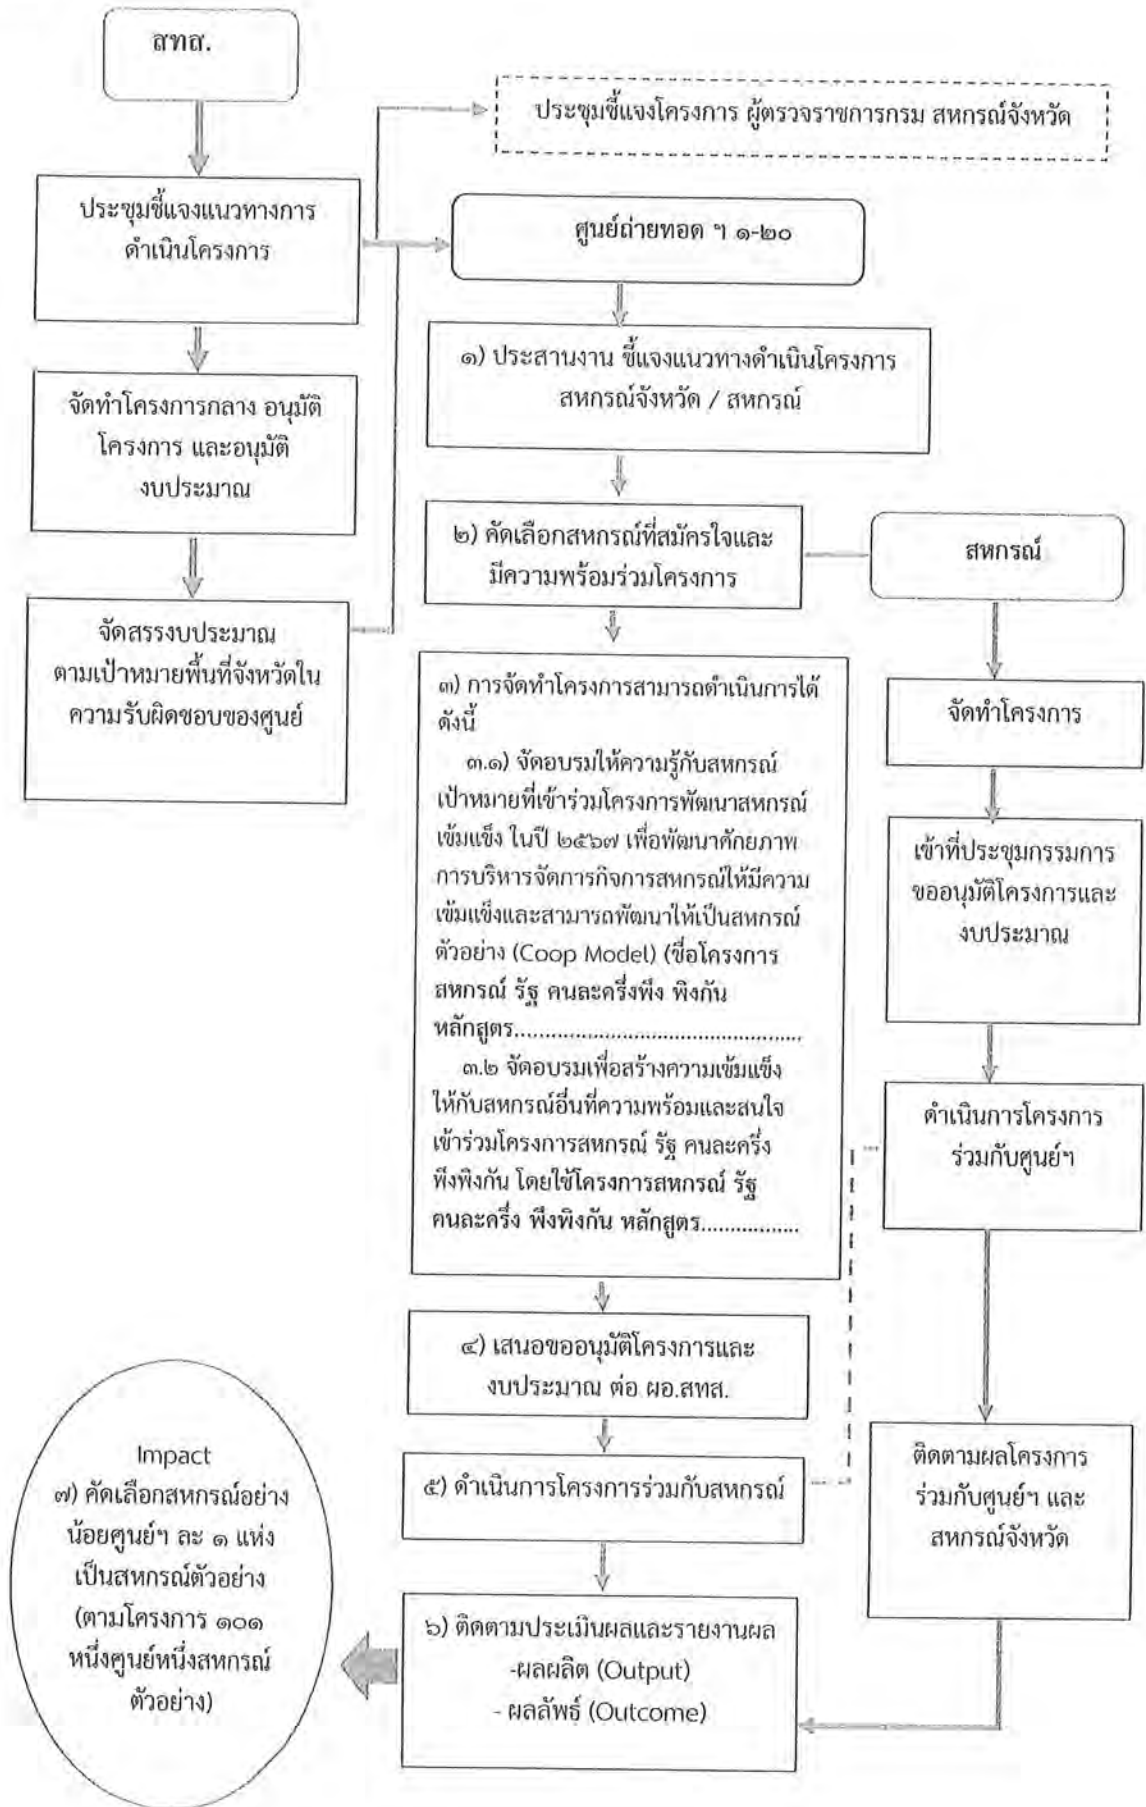 สทส.
ประชุมชี้แจงโครงการ ผู้ตรวจราชการกรม สหกรณ์จังหวัด
ประชุมชี้แจงแนวทางการ
ดำเนินโครงการ
ศูนย์ถ่ายทอด ฯ ๑-๒๐
๑) ประสานงาน ชี้แจงแนวทางดำเนินโครงการ
สหกรณ์จังหวัด / สหกรณ์
จัดทำโครงการกลาง อนุมัติ
โครงการ และอนุมัติ
งบประมาณ
๒) คัดเลือกสหกรณ์ที่สมัครใจและ
มีความพร้อมร่วมโครงการ
สหกรณ์
จัดสรรงบประมาณ
ตามเป้าหมายพื้นที่จังหวัดใน
ความรับผิดชอบของศูนย์
๓) การจัดทำโครงการสามารถดำเนินการได้
ดังนี้
๓.๑) จัดอบรมให้ความรู้กับสหกรณ์
เป้าหมายที่เข้าร่วมโครงการพัฒนาสหกรณ์
เข้มแข็ง ในปี ๒๕๖๗ เพื่อพัฒนาศักยภาพ
การบริหารจัดการกิจการสหกรณ์ให้มีความ
เข้มแข็งและสามารถพัฒนาให้เป็นสหกรณ์
ตัวอย่าง (Coop Model) (ชื่อโครงการ
สหกรณ์ รัฐ คนละครึ่งพึ่ง พิงกัน
หลักสูตร..............................................
๓.๒ จัดอบรมเพื่อสร้างความเข้มแข็ง
ให้กับสหกรณ์อื่นที่ความพร้อมและสนใจ
เข้าร่วมโครงการสหกรณ์ รัฐ คนละครึ่ง
พึ่งพิงกัน โดยใช้โครงการสหกรณ์ รัฐ
คนละครึ่ง พึ่งพิงกัน หลักสูตร................
จัดทำโครงการ
เข้าที่ประชุมกรรมการ
ขออนุมัติโครงการและ
งบประมาณ
ดำเนินการโครงการ
ร่วมกับศูนย์ฯ
๔) เสนอขออนุมัติโครงการและ
งบประมาณ ต่อ ผอ.สทส.
๕) ดำเนินการโครงการร่วมกับสหกรณ์
ติดตามผลโครงการ
ร่วมกับศูนย์ฯ และ
สหกรณ์จังหวัด
๖) ติดตามประเมินผลและรายงานผล
-ผลผลิต (Output)
- ผลลัพธ์ (Outcome)
Impact
๗) คัดเลือกสหกรณ์อย่าง
น้อยศูนย์ฯ ละ ๑ แห่ง
เป็นสหกรณ์ตัวอย่าง
(ตามโครงการ ๑๐๑
หนึ่งศูนย์หนึ่งสหกรณ์
ตัวอย่าง)